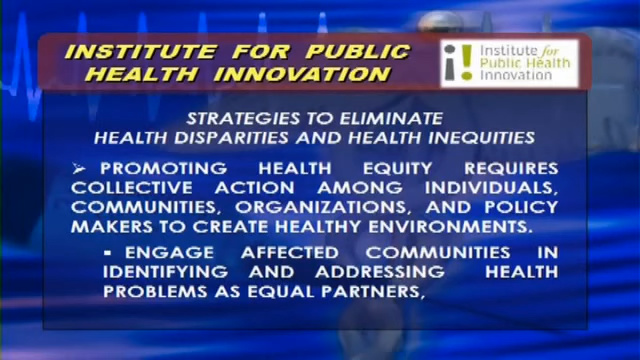 INSTITUTE FOR PUBLIC
HEALTH INNOVATION
i! Institute for
Public Health
Innovation
STRATEGIES TO ELIMINATE
HEALTH DISPARITIES AND HEALTH INEQUITIES
➢ PROMOTING HEALTH EQUITY REQUIRES
COLLECTIVE ACTION AMONG INDIVIDUALS,
COMMUNITIES, ORGANIZATIONS, AND POLICY
MAKERS TO CREATE HEALTHY ENVIRONMENTS.
▪ ENGAGE AFFECTED COMMUNITIES IN
IDENTIFYING AND ADDRESSING HEALTH
PROBLEMS AS EQUAL PARTNERS,